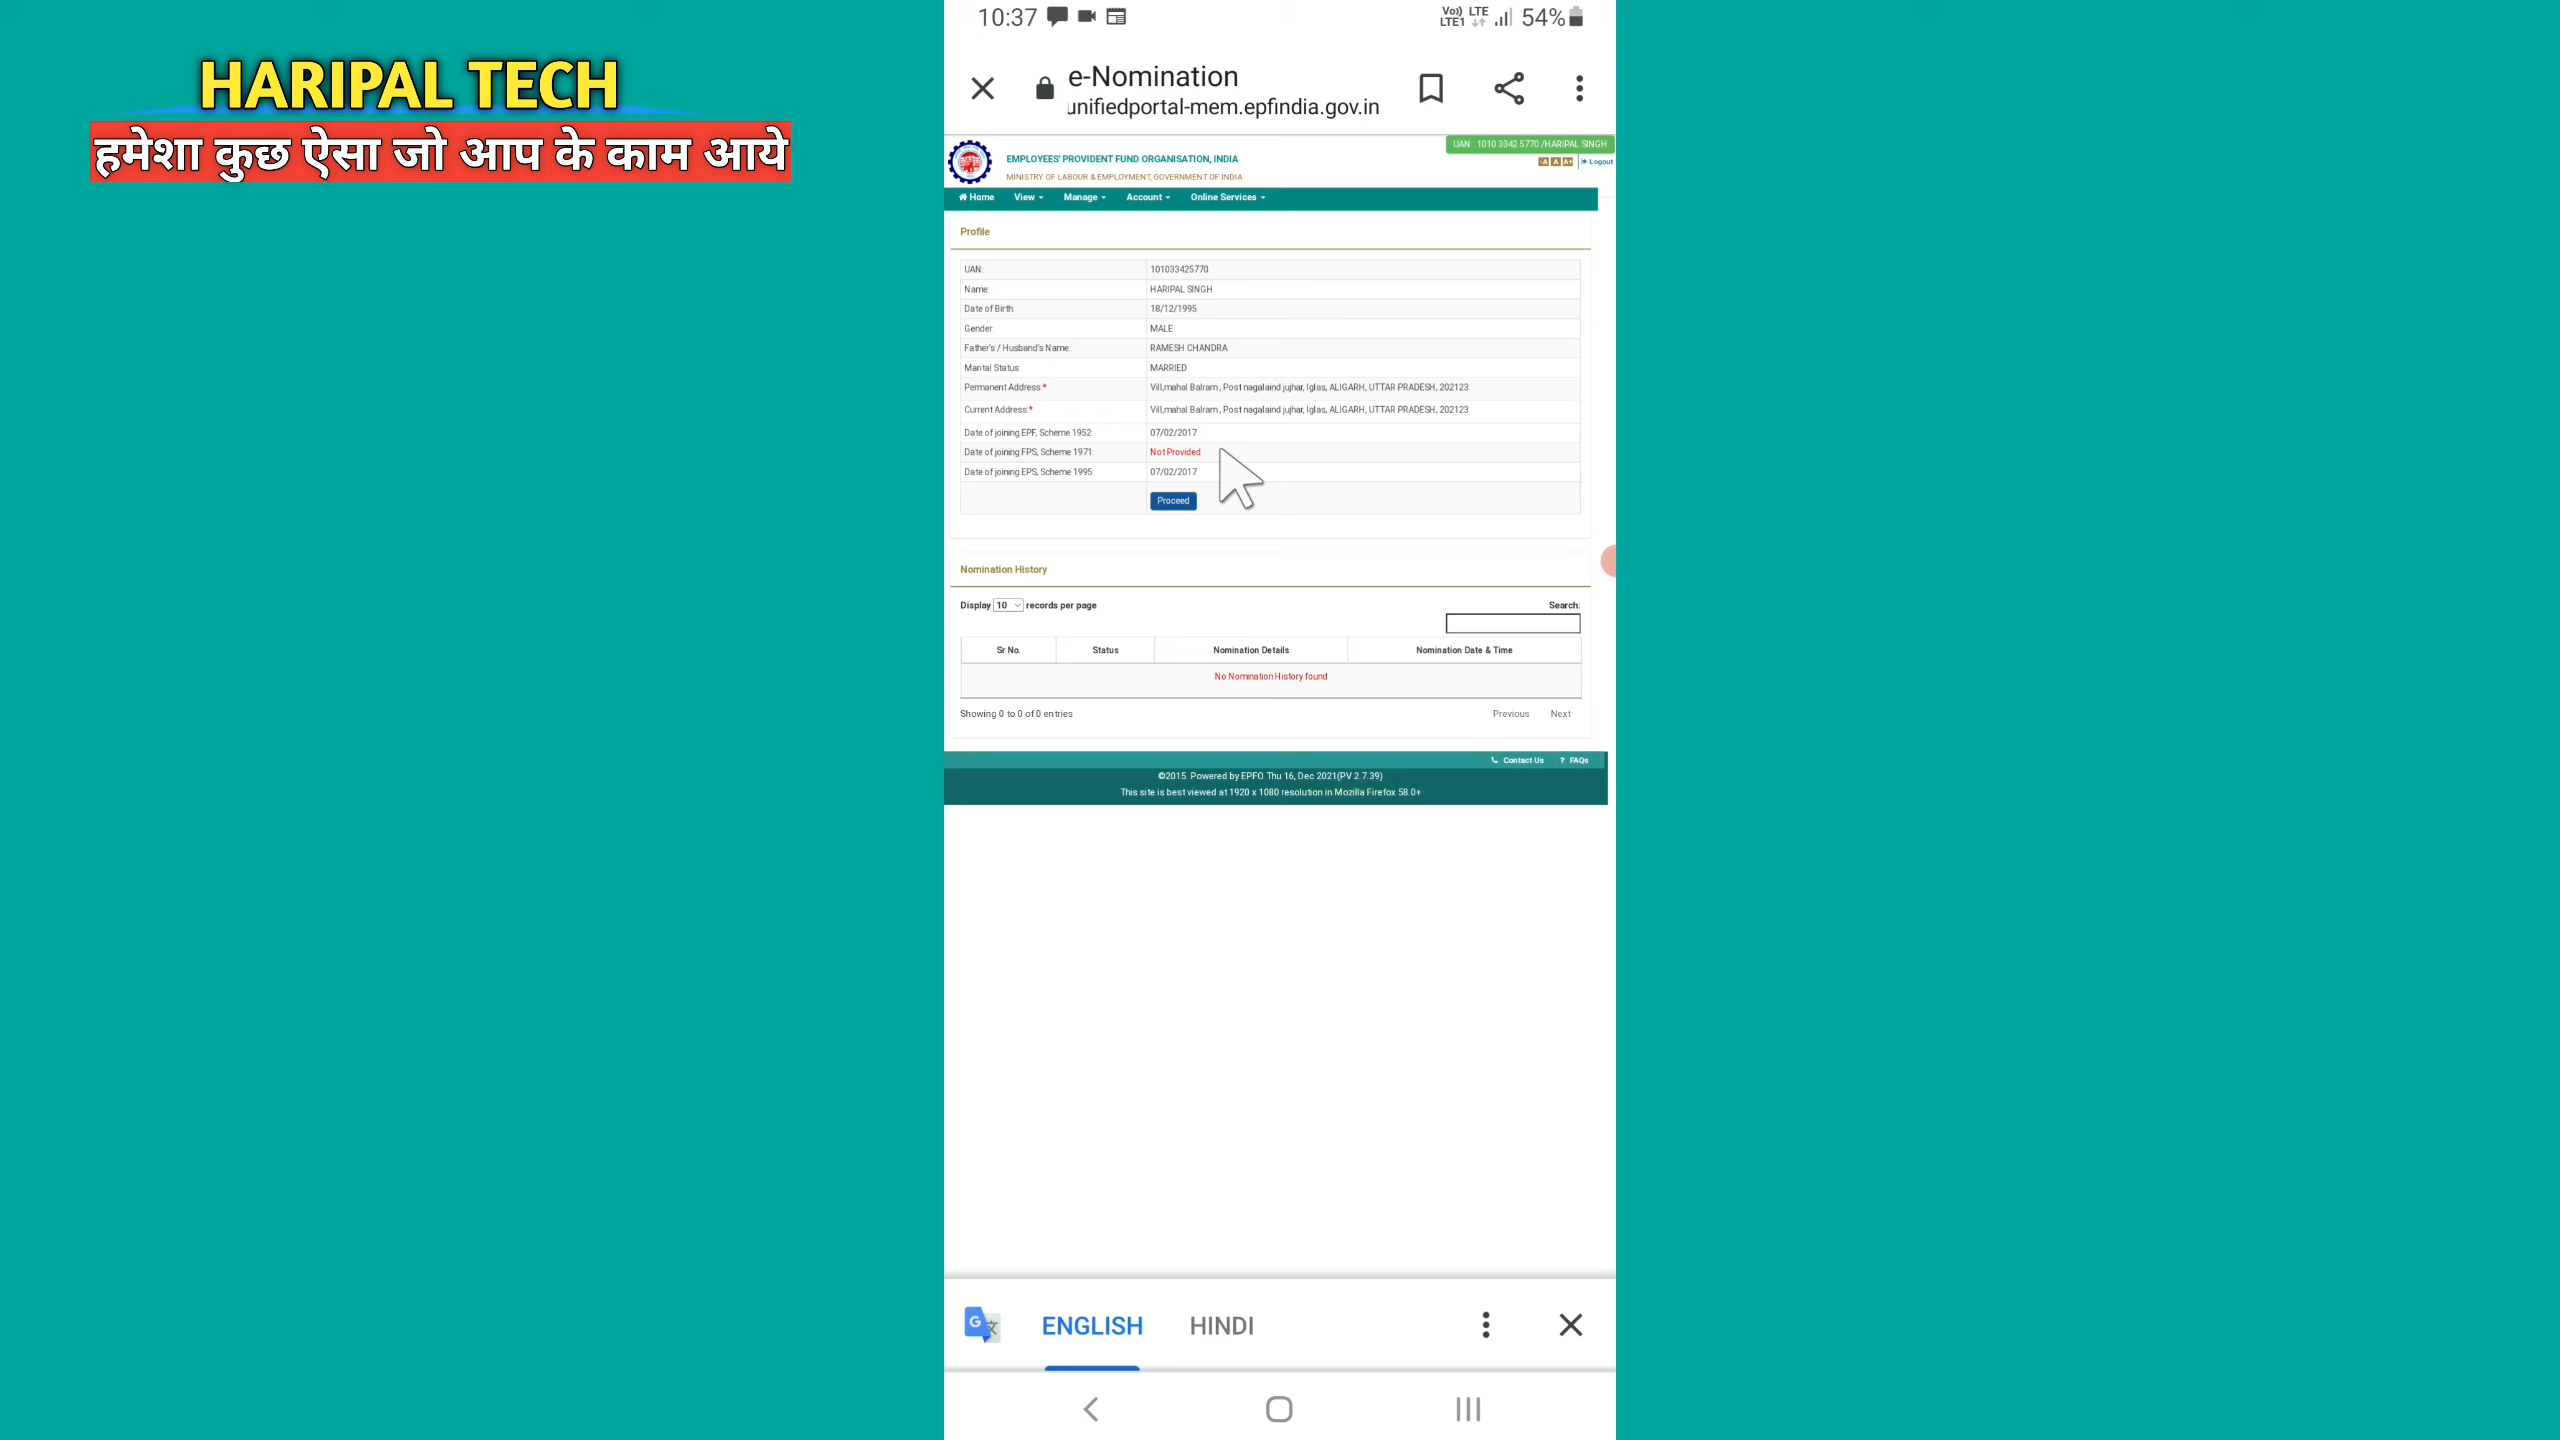 HARIPAL TECH
हमेशा कुछ ऐसा जो आप के काम आये
10:37
Vo)) LTE
LTE1
54%
e-Nomination
unifiedportal-mem.epfindia.gov.in
UAN : 1010 3342 5770 /HARIPAL SINGH
EMPLOYEES' PROVIDENT FUND ORGANISATION, INDIA
-A A A+ Logout
MINISTRY OF LABOUR & EMPLOYMENT, GOVERNMENT OF INDIA
Home View Manage Account Online Services
Profile
UAN: 101033425770
Name: HARIPAL SINGH
Date of Birth: 18/12/1995
Gender: MALE
Father's / Husband's Name: RAMESH CHANDRA
Marital Status: MARRIED
Permanent Address:* Vill,mahal Balram , Post nagalaind jujhar, Iglas, ALIGARH, UTTAR PRADESH, 202123
Current Address:* Vill,mahal Balram , Post nagalaind jujhar, Iglas, ALIGARH, UTTAR PRADESH, 202123
Date of joining EPF, Scheme 1952: 07/02/2017
Date of joining FPS, Scheme 1971: Not Provided
Date of joining EPS, Scheme 1995: 07/02/2017
Proceed
Nomination History
Display 10 records per page
Search:
Sr No. Status Nomination Details Nomination Date & Time
No Nomination History found
Showing 0 to 0 of 0 entries
Previous Next
Contact Us ? FAQs
©2015. Powered by EPFO Thu 16, Dec 2021(PV 2.7.39)
This site is best viewed at 1920 x 1080 resolution in Mozilla Firefox 58.0+
G 文 ENGLISH HINDI